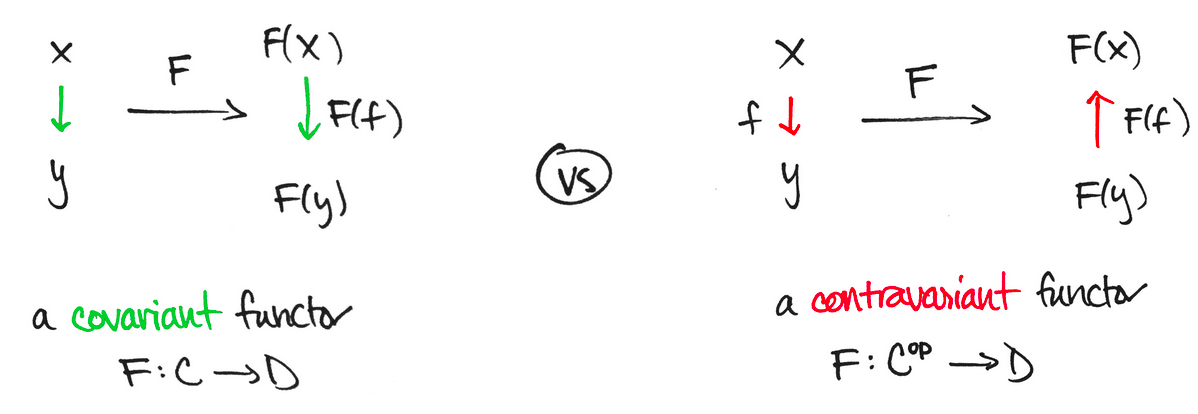 x
F
F(x)
F(f)
y
F(y)
a covariant functor
F: C → D
VS
x
F
F(x)
f
F(f)
y
F(y)
a contravariant functor
F: C^op → D